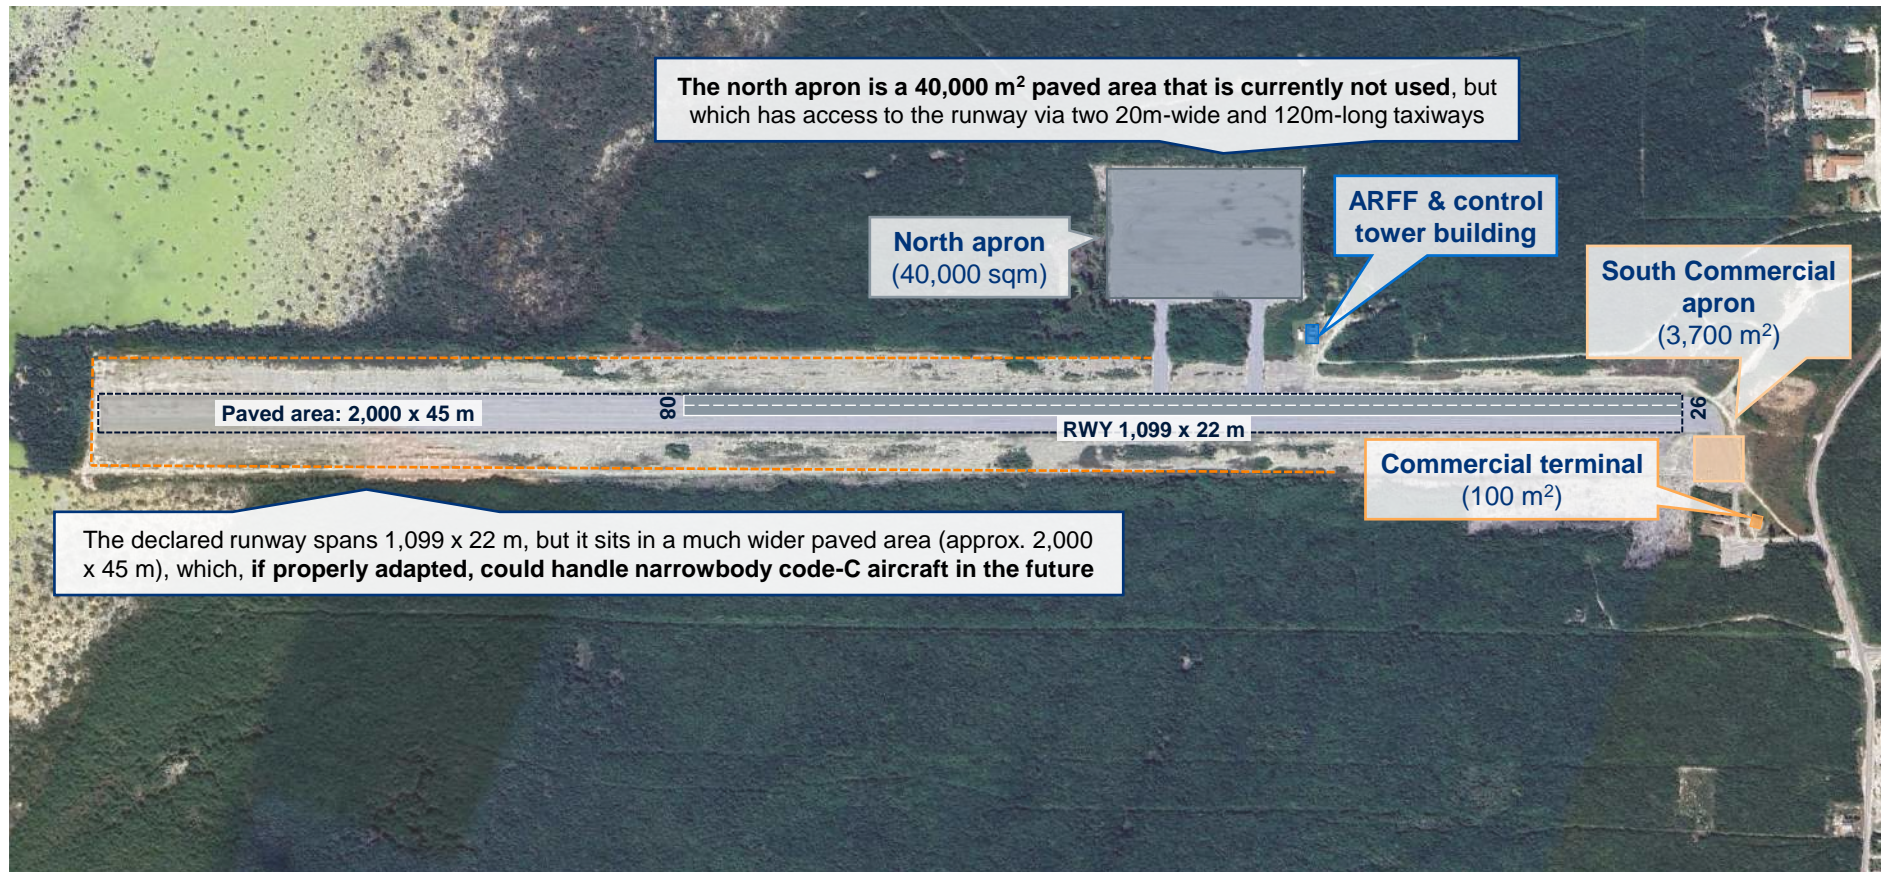 The north apron is a 40,000 m² paved area that is currently not used, but
which has access to the runway via two 20m-wide and 120m-long taxiways
ARFF & control
tower building
North apron
(40,000 sqm)
South Commercial
apron
(3,700 m²)
Paved area: 2,000 x 45 m
08
26
RWY 1,099 x 22 m
Commercial terminal
(100 m²)
The declared runway spans 1,099 x 22 m, but it sits in a much wider paved area (approx. 2,000
x 45 m), which, if properly adapted, could handle narrowbody code-C aircraft in the future